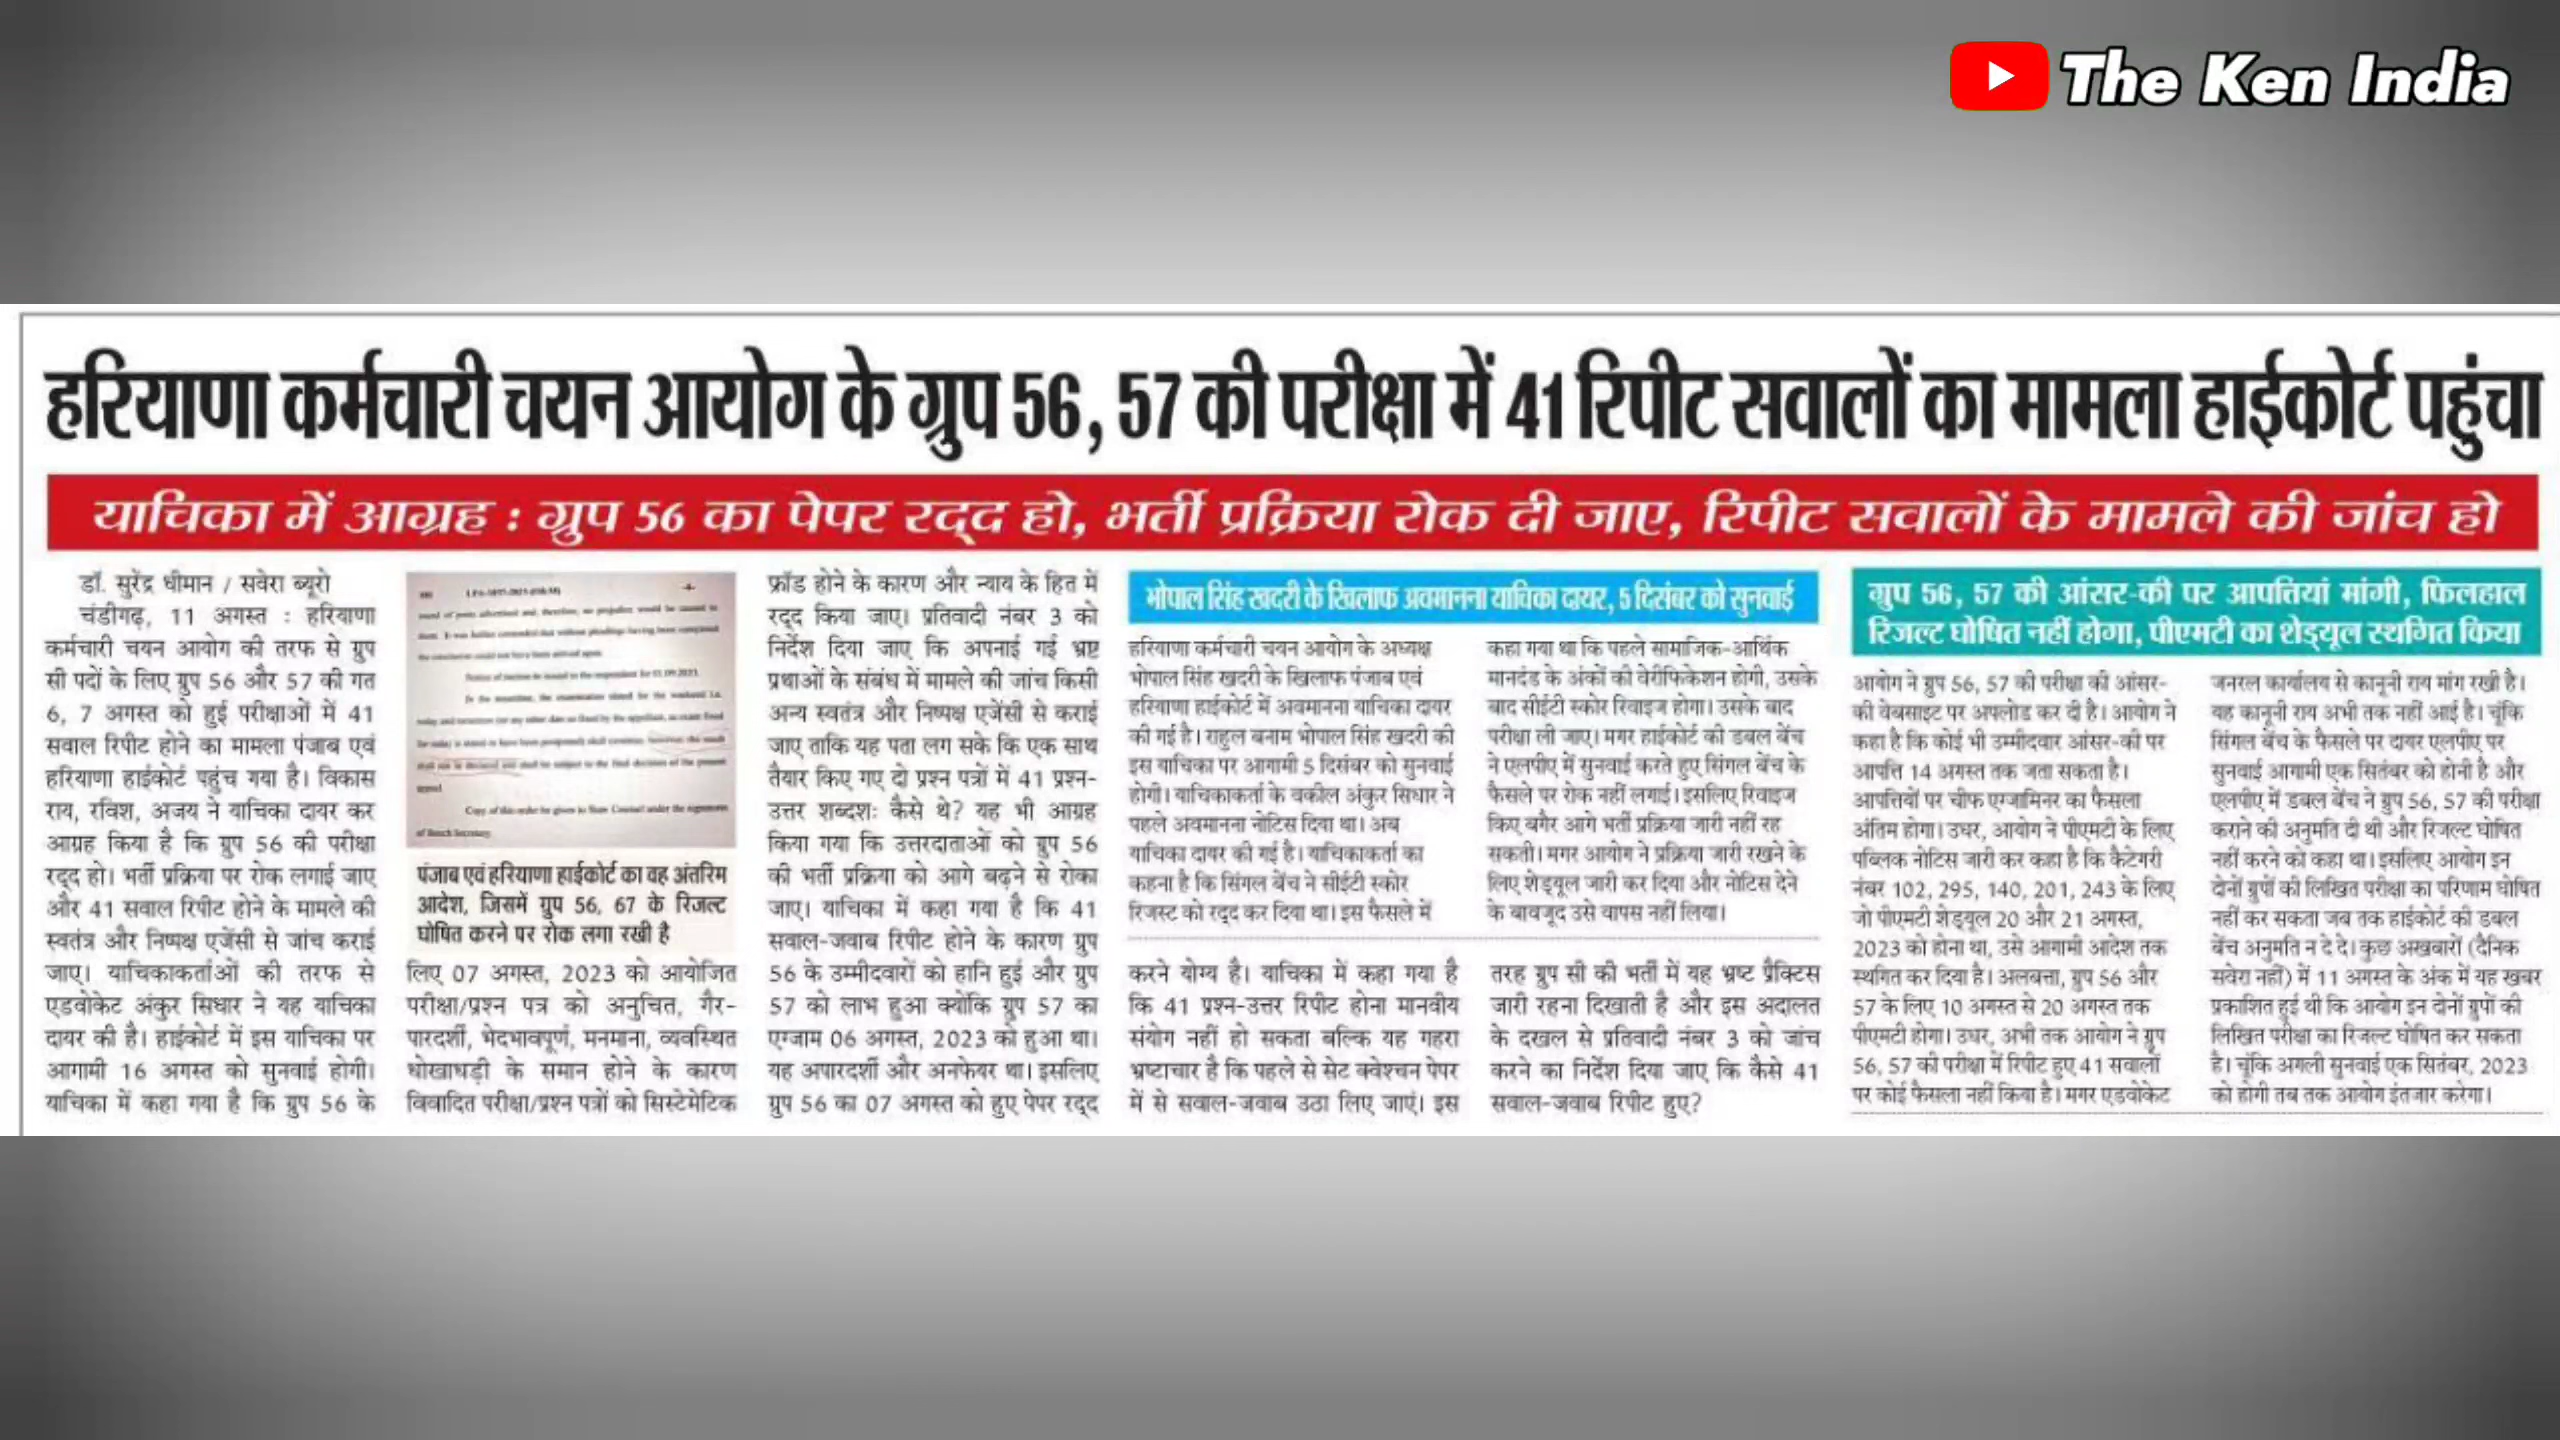 The Ken India
हरियाणा कर्मचारी चयन आयोग के ग्रुप 56, 57 की परीक्षा में 41 रिपीट सवालों का मामला हाईकोर्ट पहुंचा
याचिका में आग्रह : ग्रुप 56 का पेपर रद्द हो, भर्ती प्रक्रिया रोक दी जाए, रिपीट सवालों के मामले की जांच हो
डॉ. सुरेंद्र धीमान / सवेरा ब्यूरो
चंडीगढ़, 11 अगस्त : हरियाणा
कर्मचारी चयन आयोग की तरफ से ग्रुप
सी पदों के लिए ग्रुप 56 और 57 की गत
6, 7 अगस्त को हुई परीक्षाओं में 41
सवाल रिपीट होने का मामला पंजाब एवं
हरियाणा हाईकोर्ट पहुंच गया है। विकास
राय, रविश, अजय ने याचिका दायर कर
आग्रह किया है कि ग्रुप 56 की परीक्षा
रद्द हो। भर्ती प्रक्रिया पर रोक लगाई जाए
और 41 सवाल रिपीट होने के मामले की
स्वतंत्र और निष्पक्ष एजेंसी से जांच कराई
जाए। याचिकाकर्ताओं की तरफ से
एडवोकेट अंकुर सिधार ने यह याचिका
दायर की है। हाईकोर्ट में इस याचिका पर
आगामी 16 अगस्त को सुनवाई होगी।
याचिका में कहा गया है कि ग्रुप 56 के
पंजाब एवं हरियाणा हाईकोर्ट का वह अंतरिम
आदेश, जिसमें ग्रुप 56, 67 के रिजल्ट
घोषित करने पर रोक लगा रखी है
लिए 07 अगस्त, 2023 को आयोजित
परीक्षा/प्रश्न पत्र को अनुचित, गैर-
पारदर्शी, भेदभावपूर्ण, मनमाना, व्यवस्थित
धोखाधड़ी के समान होने के कारण
विवादित परीक्षा/प्रश्न पत्रों को सिस्टेमेटिक
फ्रॉड होने के कारण और न्याय के हित में
रद्द किया जाए। प्रतिवादी नंबर 3 को
निर्देश दिया जाए कि अपनाई गई भ्रष्ट
प्रथाओं के संबंध में मामले की जांच किसी
अन्य स्वतंत्र और निष्पक्ष एजेंसी से कराई
जाए ताकि यह पता लग सके कि एक साथ
तैयार किए गए दो प्रश्न पत्रों में 41 प्रश्न-
उत्तर शब्दशः कैसे थे? यह भी आग्रह
किया गया कि उत्तरदाताओं को ग्रुप 56
की भर्ती प्रक्रिया को आगे बढ़ने से रोका
जाए। याचिका में कहा गया है कि 41
सवाल-जवाब रिपीट होने के कारण ग्रुप
56 के उम्मीदवारों को हानि हुई और ग्रुप
57 को लाभ हुआ क्योंकि ग्रुप 57 का
एग्जाम 06 अगस्त, 2023 को हुआ था।
यह अपारदर्शी और अनफेयर था। इसलिए
ग्रुप 56 का 07 अगस्त को हुए पेपर रद्द
भोपाल सिंह खदरी के खिलाफ अवमानना याचिका दायर, 5 दिसंबर को सुनवाई
हरियाणा कर्मचारी चयन आयोग के अध्यक्ष
भोपाल सिंह खदरी के खिलाफ पंजाब एवं
हरियाणा हाईकोर्ट में अवमानना याचिका दायर
की गई है। राहुल बनाम भोपाल सिंह खदरी की
इस याचिका पर आगामी 5 दिसंबर को सुनवाई
होगी। याचिकाकर्ता के वकील अंकुर सिधार ने
पहले अवमानना नोटिस दिया था। अब
याचिका दायर की गई है। याचिकाकर्ता का
कहना है कि सिंगल बेंच ने सीईटी स्कोर
रिजस्ट को रद्द कर दिया था। इस फैसले में
कहा गया था कि पहले सामाजिक-आर्थिक
मानदंड के अंकों की वेरीफिकेशन होगी, उसके
बाद सीईटी स्कोर रिवाइज होगा। उसके बाद
परीक्षा ली जाए। मगर हाईकोर्ट की डबल बेंच
ने एलपीए में सुनवाई करते हुए सिंगल बेंच के
फैसले पर रोक नहीं लगाई। इसलिए रिवाइज
किए बगैर आगे भर्ती प्रक्रिया जारी नहीं रह
सकती। मगर आयोग ने प्रक्रिया जारी रखने के
लिए शेड्यूल जारी कर दिया और नोटिस देने
के बावजूद उसे वापस नहीं लिया।
करने योग्य है। याचिका में कहा गया है
कि 41 प्रश्न-उत्तर रिपीट होना मानवीय
संयोग नहीं हो सकता बल्कि यह गहरा
भ्रष्टाचार है कि पहले से सेट क्वेश्चन पेपर
में से सवाल-जवाब उठा लिए जाएं। इस
तरह ग्रुप सी की भर्ती में यह भ्रष्ट प्रैक्टिस
जारी रहना दिखाती है और इस अदालत
के दखल से प्रतिवादी नंबर 3 को जांच
करने का निर्देश दिया जाए कि कैसे 41
सवाल-जवाब रिपीट हुए?
ग्रुप 56, 57 की आंसर-की पर आपत्तियां मांगी, फिलहाल
रिजल्ट घोषित नहीं होगा, पीएमटी का शेड्यूल स्थगित किया
आयोग ने ग्रुप 56, 57 की परीक्षा की आंसर-
की वेबसाइट पर अपलोड कर दी है। आयोग ने
कहा है कि कोई भी उम्मीदवार आंसर-की पर
आपत्ति 14 अगस्त तक जता सकता है।
आपत्तियों पर चीफ एग्जामिनर का फैसला
अंतिम होगा। उधर, आयोग ने पीएमटी के लिए
पब्लिक नोटिस जारी कर कहा है कि कैटेगरी
नंबर 102, 295, 140, 201, 243 के लिए
जो पीएमटी शेड्यूल 20 और 21 अगस्त,
2023 को होना था, उसे आगामी आदेश तक
स्थगित कर दिया है। अलबत्ता, ग्रुप 56 और
57 के लिए 10 अगस्त से 20 अगस्त तक
पीएमटी होगा। उधर, अभी तक आयोग ने ग्रुप
56, 57 की परीक्षा में रिपीट हुए 41 सवालों
पर कोई फैसला नहीं किया है। मगर एडवोकेट
जनरल कार्यालय से कानूनी राय मांग रखी है।
यह कानूनी राय अभी तक नहीं आई है। चूंकि
सिंगल बेंच के फैसले पर दायर एलपीए पर
सुनवाई आगामी एक सितंबर को होनी है और
एलपीए में डबल बेंच ने ग्रुप 56, 57 की परीक्षा
कराने की अनुमति दी थी और रिजल्ट घोषित
नहीं करने को कहा था। इसलिए आयोग इन
दोनों ग्रुपों की लिखित परीक्षा का परिणाम घोषित
नहीं कर सकता जब तक हाईकोर्ट की डबल
बेंच अनुमति न दे दे। कुछ अखबारों (दैनिक
सवेरा नहीं) में 11 अगस्त के अंक में यह खबर
प्रकाशित हुई थी कि आयोग इन दोनों ग्रुपों की
लिखित परीक्षा का रिजल्ट घोषित कर सकता
है। चूंकि अगली सुनवाई एक सितंबर, 2023
को होगी तब तक आयोग इंतजार करेगा।